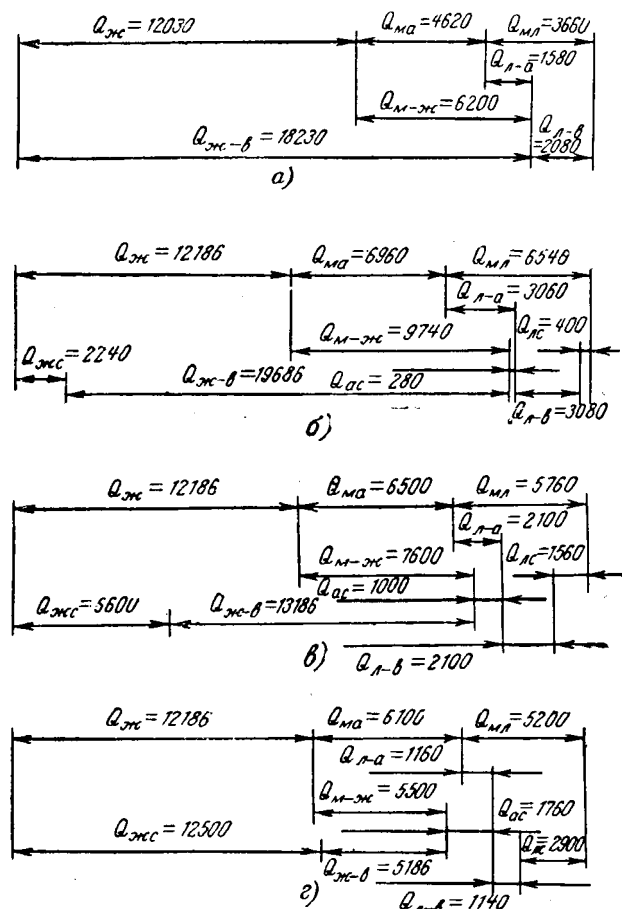 Qж = 12030 Qма = 4620 Qмл = 3660
Qл-а = 1580
Qм-ж = 6200
Qж-в = 18230 Qл-в = 2080
а)
Qж = 12186 Qма = 6960 Qмл = 6540
Qл-а = 3060
Qм-ж = 9740 Qлс = 400
Qжс = 2240 Qж-в = 19686 Qас = 280
Qл-в = 3080
б)
Qж = 12186 Qма = 6500 Qмл = 5760
Qл-а = 2100
Qм-ж = 7600 Qлс = 1560
Qас = 1000
Qжс = 5600 Qж-в = 13186
Qл-в = 2100
в)
Qж = 12186 Qма = 6100 Qмл = 5200
Qл-а = 1160
Qм-ж = 5500 Qас = 1760
Qжс = 12500 Qлс = 2900
Qж-в = 5186
Qл-в = 1140
г)